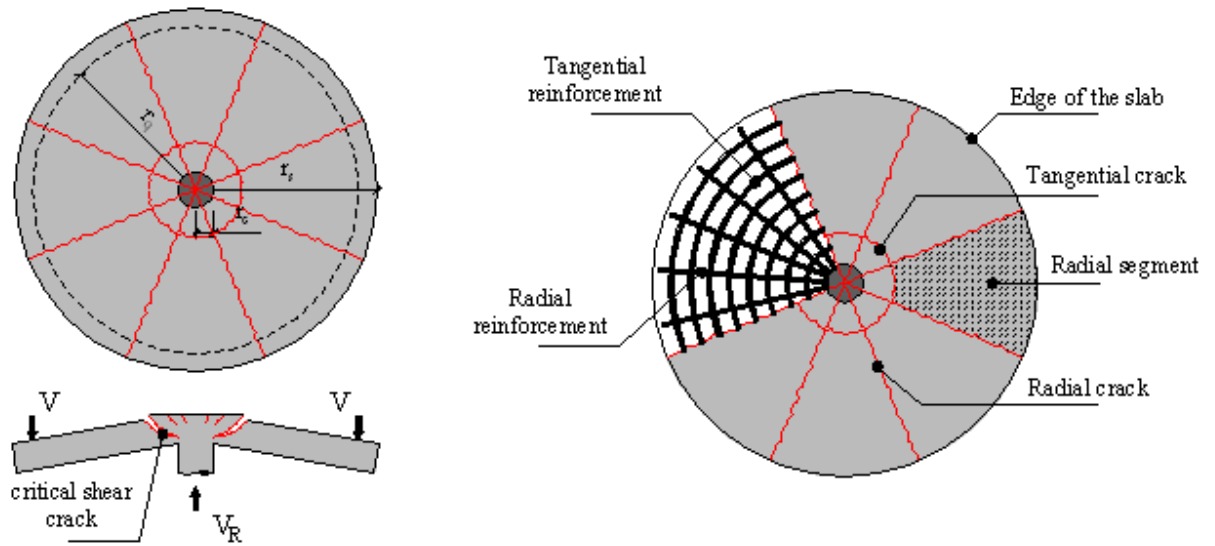 r_q
r_s
r_c
V
V
critical shear
crack
V_R
Tangential
reinforcement
Radial
reinforcement
Edge of the slab
Tangential crack
Radial segment
Radial crack